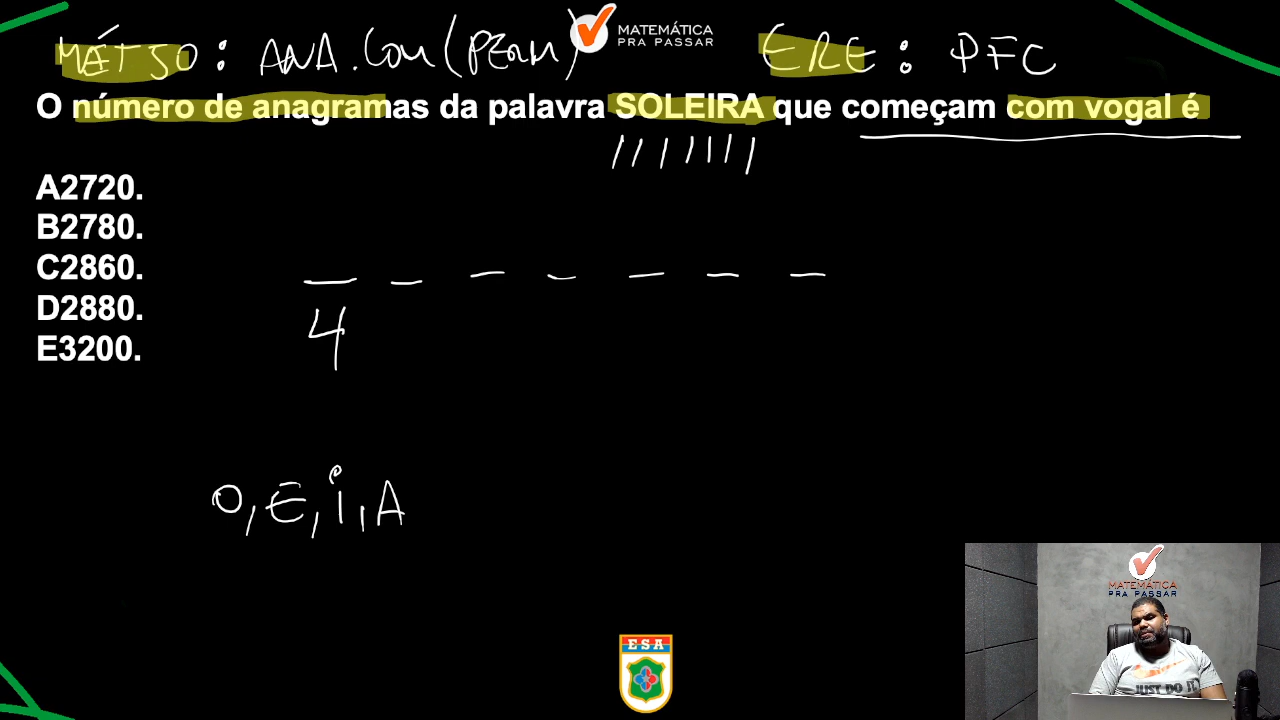 MATEMÁTICA
PRA PASSAR
MÉTSO: ANA.COM(PERM) ERE: PFC
O número de anagramas da palavra SOLEIRA que começam com vogal é
A2720.
B2780.
C2860.
D2880.
E3200.
4
O, E, i, A
MATEMÁTICA
PRA PASSAR
JUST DO IT
ESA